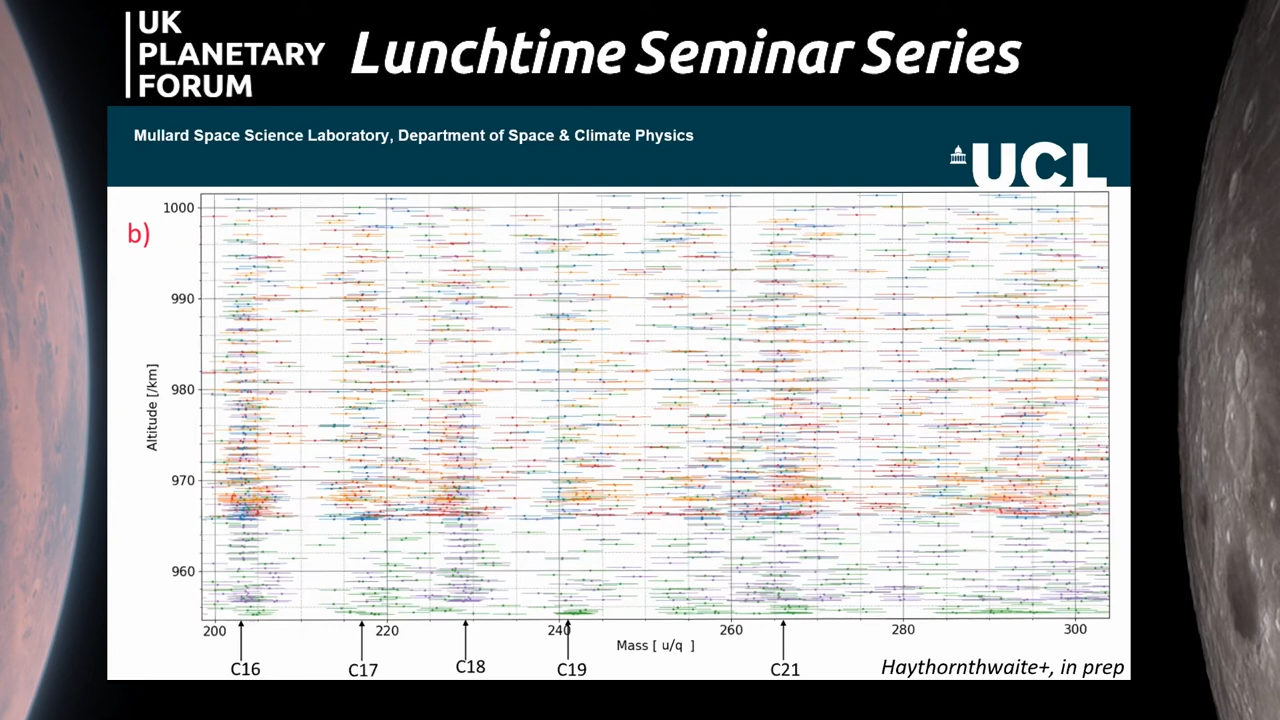 UK
PLANETARY
FORUM
Lunchtime Seminar Series
Mullard Space Science Laboratory, Department of Space & Climate Physics
UCL
b)
1000
990
980
970
960
Altitude [/km]
200 220 240 260 280 300
Mass [ u/q ]
C16 C17 C18 C19 C21
Haythornthwaite+, in prep